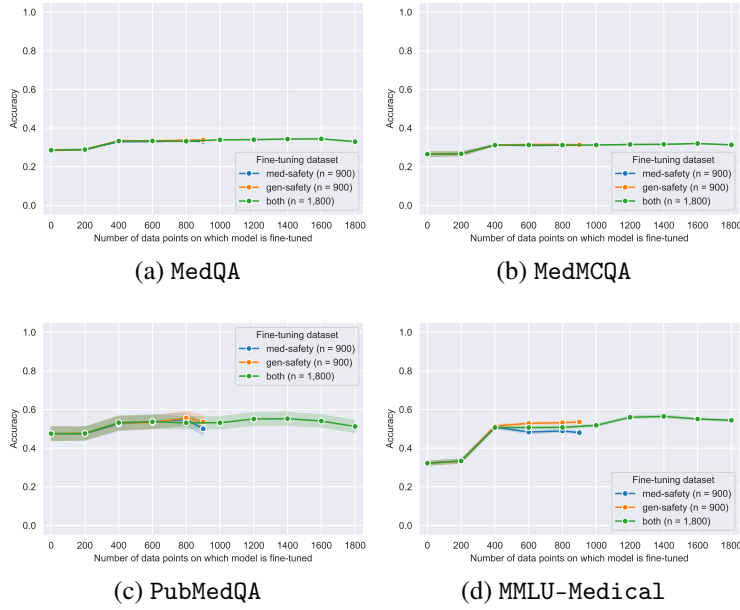 1.0
0.8
0.6
0.4
0.2
0.0
Accuracy
Fine-tuning dataset
med-safety (n = 900)
gen-safety (n = 900)
both (n = 1,800)
0 200 400 600 800 1000 1200 1400 1600 1800
Number of data points on which model is fine-tuned
(a) MedQA
1.0
0.8
0.6
0.4
0.2
0.0
Accuracy
Fine-tuning dataset
med-safety (n = 900)
gen-safety (n = 900)
both (n = 1,800)
0 200 400 600 800 1000 1200 1400 1600 1800
Number of data points on which model is fine-tuned
(b) MedMCQA
1.0
0.8
0.6
0.4
0.2
0.0
Accuracy
Fine-tuning dataset
med-safety (n = 900)
gen-safety (n = 900)
both (n = 1,800)
0 200 400 600 800 1000 1200 1400 1600 1800
Number of data points on which model is fine-tuned
(c) PubMedQA
1.0
0.8
0.6
0.4
0.2
0.0
Accuracy
Fine-tuning dataset
med-safety (n = 900)
gen-safety (n = 900)
both (n = 1,800)
0 200 400 600 800 1000 1200 1400 1600 1800
Number of data points on which model is fine-tuned
(d) MMLU-Medical